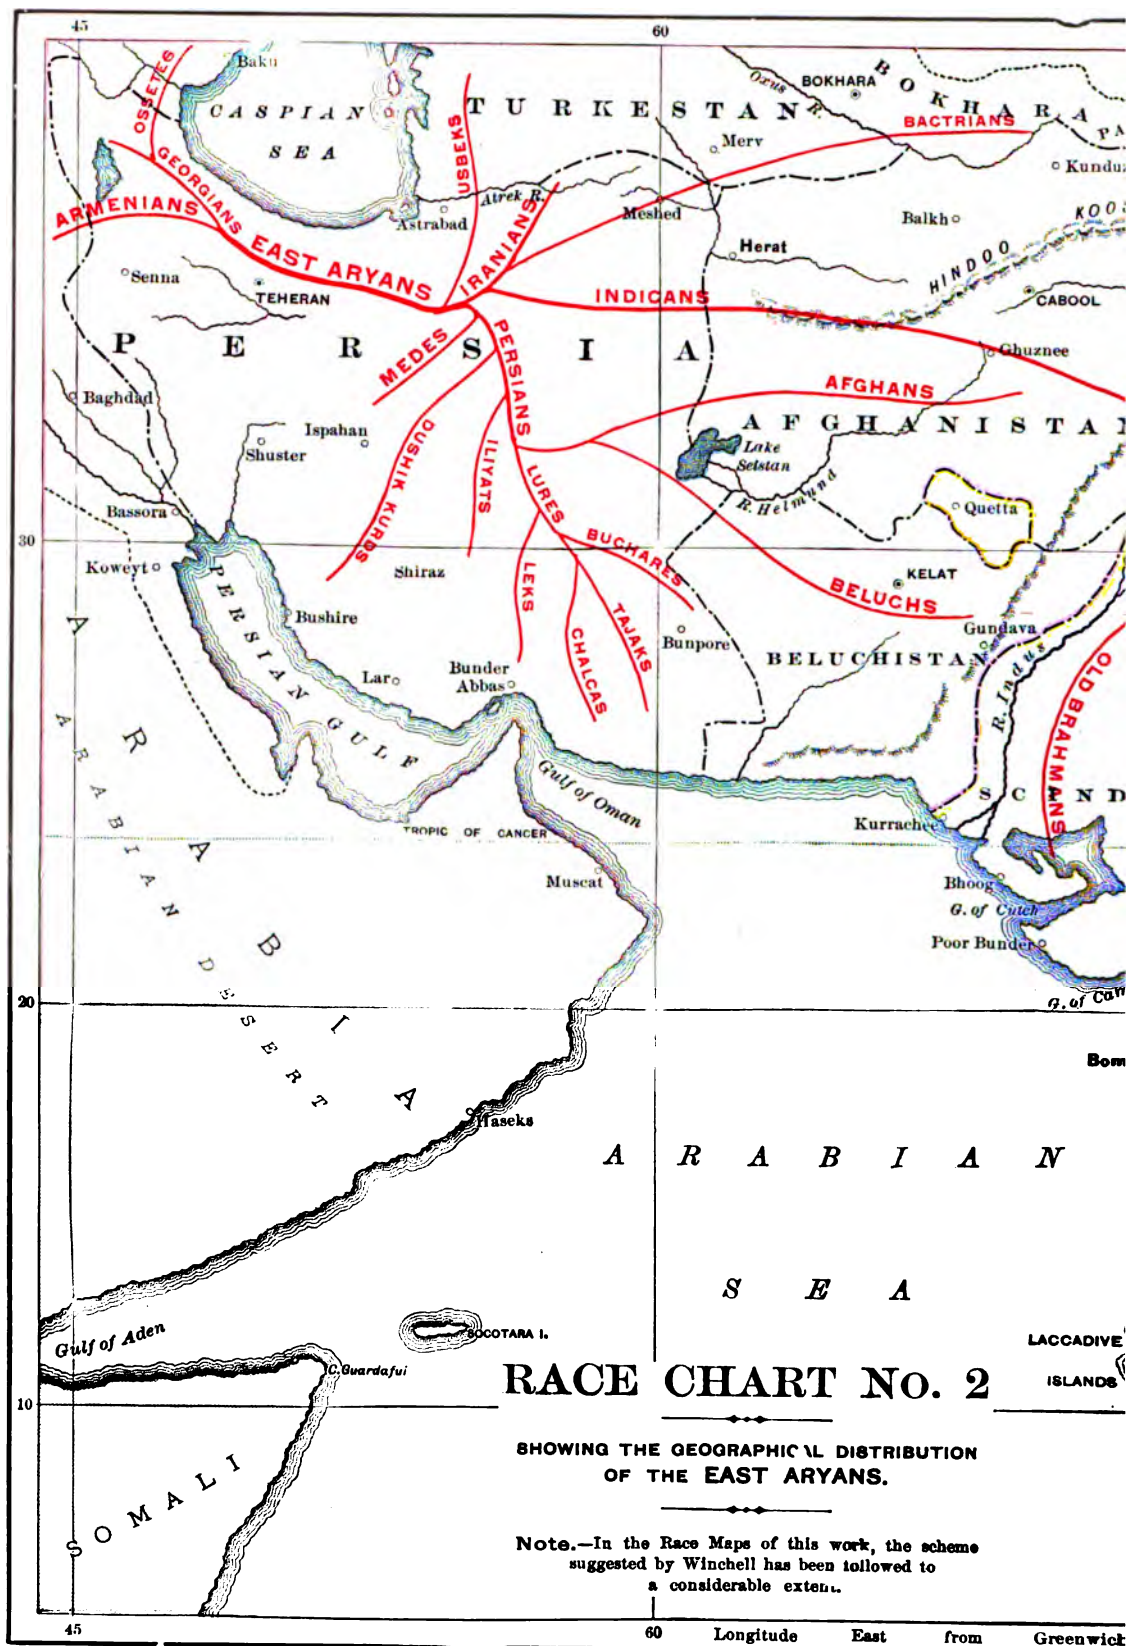 45
60
OSSETES
Baku
CASPIAN
SEA
GEORGIANS
ARMENIANS
USBEKS
TURKESTAN
Oxus R.
BOKHARA
BOKHARA
BACTRIANS
Merv
Kunduz
Atrek R.
Astrabad
Meshed
Balkh
HINDOO
KOOS
Herat
EAST ARYANS
IRANIANS
Senna
TEHERAN
INDICANS
CABOOL
PERSIA
MEDES
PERSIANS
Ghuznee
Baghdad
AFGHANS
AFGHANISTAN
Ispahan
Shuster
DUSHIK KURDS
ILIYATS
LURES
Lake
Seistan
R. Helmund
Quetta
Bassora
30
BUCHARES
Koweyt
Shiraz
LEKS
KELAT
BELUCHS
PERSIAN GULF
Bushire
TAJAKS
CHALCAS
Bunpore
Gundava
BELUCHISTAN
R. Indus
OLD BRAHMANS
Lar
Bunder
Abbas
ARABIA
ARABIAN DESERT
Gulf of Oman
SCIND
TROPIC OF CANCER
Kurrachee
Muscat
Bhoog
G. of Cutch
Poor Bunder
20
G. of Cam
Bom
Haseks
ARABIAN
SEA
Gulf of Aden
SOCOTARA I.
C. Guardafui
LACCADIVE
ISLANDS
10
RACE CHART No. 2
SHOWING THE GEOGRAPHICAL DISTRIBUTION
OF THE EAST ARYANS.
SOMALI
Note.—In the Race Maps of this work, the scheme
suggested by Winchell has been followed to
a considerable extent.
45
60
Longitude East from Greenwich